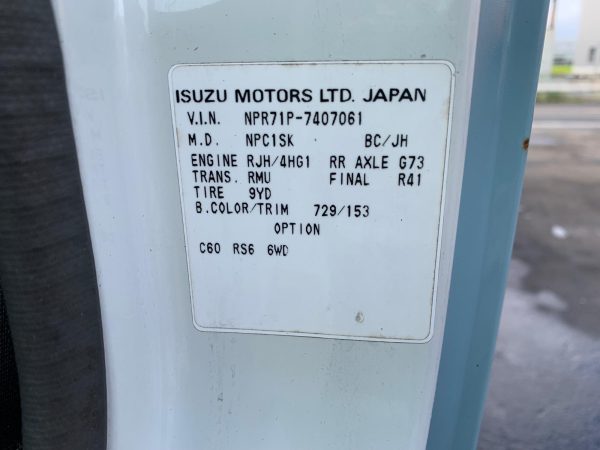 ISUZU MOTORS LTD. JAPAN
V.I.N. NPR71P-7407061
M.D. NPC1SK BC/JH
ENGINE RJH/4HG1 RR AXLE G73
TRANS. RMU FINAL R41
TIRE 9YD
B.COLOR/TRIM 729/153
OPTION
C60 RS6 6WD